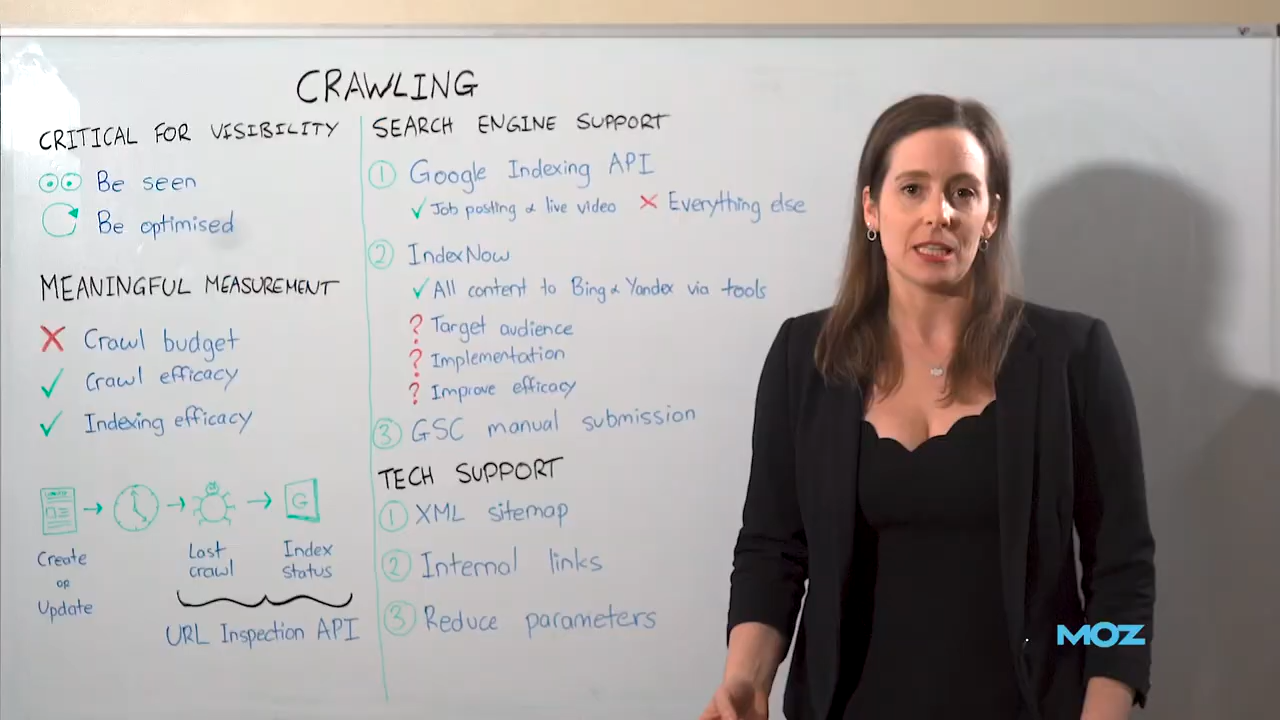 CRAWLING
CRITICAL FOR VISIBILITY
Be seen
Be optimised
MEANINGFUL MEASUREMENT
Crawl budget
Crawl efficacy
Indexing efficacy
G
Create
or
Update
Last
crawl
Index
status
URL Inspection API
SEARCH ENGINE SUPPORT
1 Google Indexing API
Job posting & live video Everything else
2 IndexNow
All content to Bing & Yandex via tools
? Target audience
? Implementation
? Improve efficacy
3 GSC manual submission
TECH SUPPORT
1 XML sitemap
2 Internal links
3 Reduce parameters
MOZ